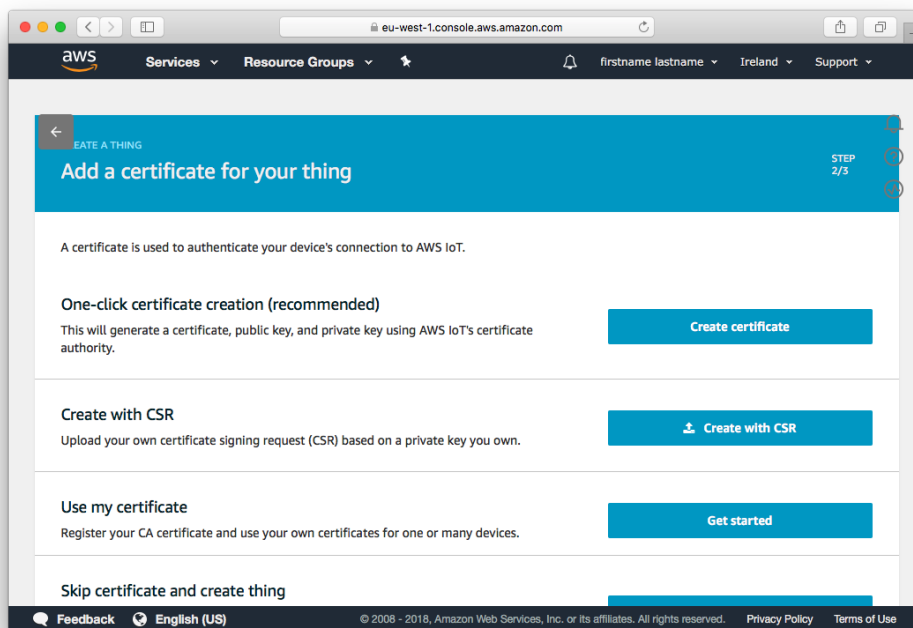 eu-west-1.console.aws.amazon.com
aws Services Resource Groups firstname lastname Ireland Support
EATE A THING
Add a certificate for your thing
STEP
2/3
A certificate is used to authenticate your device's connection to AWS IoT.
One-click certificate creation (recommended)
This will generate a certificate, public key, and private key using AWS IoT's certificate
authority.
Create certificate
Create with CSR
Upload your own certificate signing request (CSR) based on a private key you own.
Create with CSR
Use my certificate
Register your CA certificate and use your own certificates for one or many devices.
Get started
Skip certificate and create thing
Feedback English (US) © 2008 - 2018, Amazon Web Services, Inc. or its affiliates. All rights reserved. Privacy Policy Terms of Use